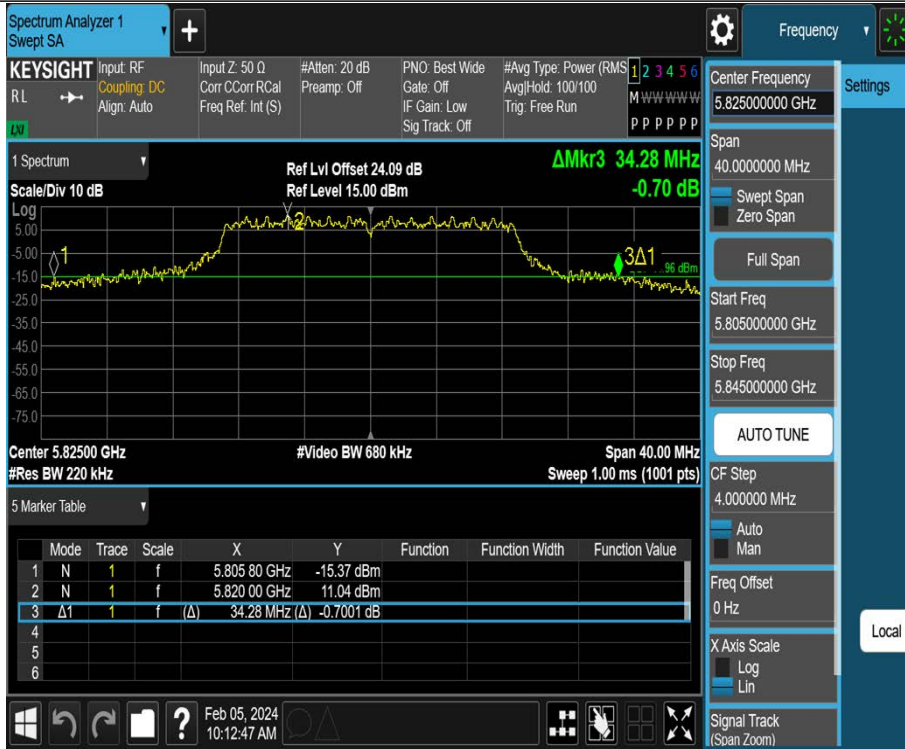 Spectrum Analyzer 1
Swept SA
+
Frequency
KEYSIGHT
RL
LXI
Input: RF
Coupling: DC
Align: Auto
Input Z: 50 Ω
Corr CCorr RCal
Freq Ref: Int (S)
#Atten: 20 dB
Preamp: Off
PNO: Best Wide
Gate: Off
IF Gain: Low
Sig Track: Off
#Avg Type: Power (RMS
Avg|Hold: 100/100
Trig: Free Run
1 2 3 4 5 6
M W W W W W
P P P P P P
1 Spectrum
Scale/Div 10 dB
Ref Lvl Offset 24.09 dB
Ref Level 15.00 dBm
ΔMkr3 34.28 MHz
-0.70 dB
Log
5.00
-5.00
-15.0
-25.0
-35.0
-45.0
-55.0
-65.0
-75.0
1
2
3Δ1
.96 dBm
Center 5.82500 GHz
#Video BW 680 kHz
Span 40.00 MHz
#Res BW 220 kHz
Sweep 1.00 ms (1001 pts)
5 Marker Table
Mode Trace Scale X Y Function Function Width Function Value
1 N 1 f 5.805 80 GHz -15.37 dBm
2 N 1 f 5.820 00 GHz 11.04 dBm
3 Δ1 1 f (Δ) 34.28 MHz (Δ) -0.7001 dB
4
5
6
?
Feb 05, 2024
10:12:47 AM
Center Frequency
5.825000000 GHz
Settings
Span
40.0000000 MHz
Swept Span
Zero Span
Full Span
Start Freq
5.805000000 GHz
Stop Freq
5.845000000 GHz
AUTO TUNE
CF Step
4.000000 MHz
Auto
Man
Freq Offset
0 Hz
Local
X Axis Scale
Log
Lin
Signal Track
(Span Zoom)